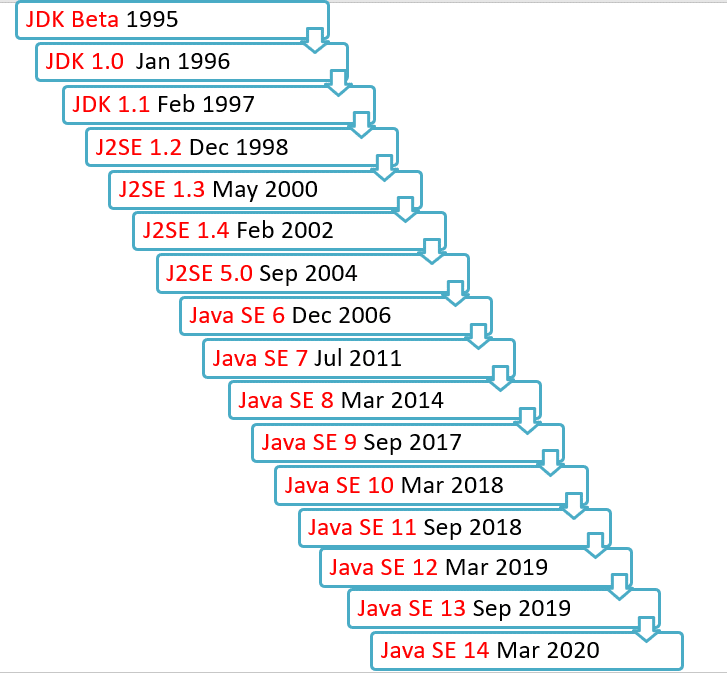 JDK Beta 1995
JDK 1.0 Jan 1996
JDK 1.1 Feb 1997
J2SE 1.2 Dec 1998
J2SE 1.3 May 2000
J2SE 1.4 Feb 2002
J2SE 5.0 Sep 2004
Java SE 6 Dec 2006
Java SE 7 Jul 2011
Java SE 8 Mar 2014
Java SE 9 Sep 2017
Java SE 10 Mar 2018
Java SE 11 Sep 2018
Java SE 12 Mar 2019
Java SE 13 Sep 2019
Java SE 14 Mar 2020